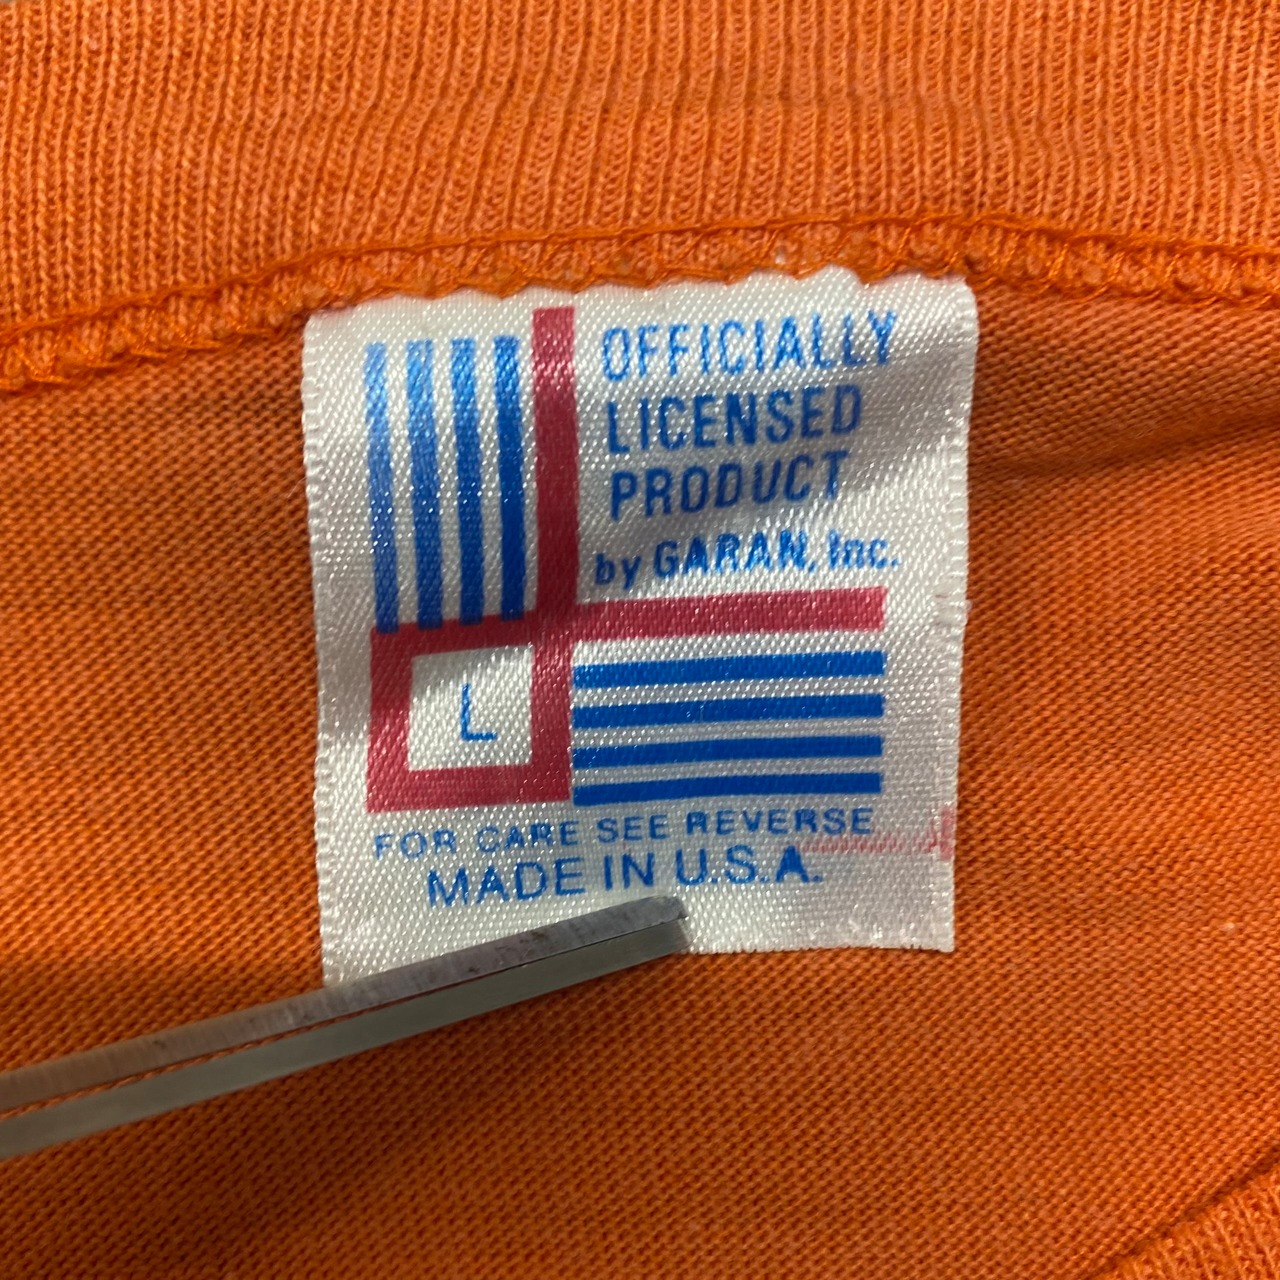 OFFICIALLY
LICENSED
PRODUCT
by GARAN, Inc.
L
FOR CARE SEE REVERSE
MADE IN U.S.A.